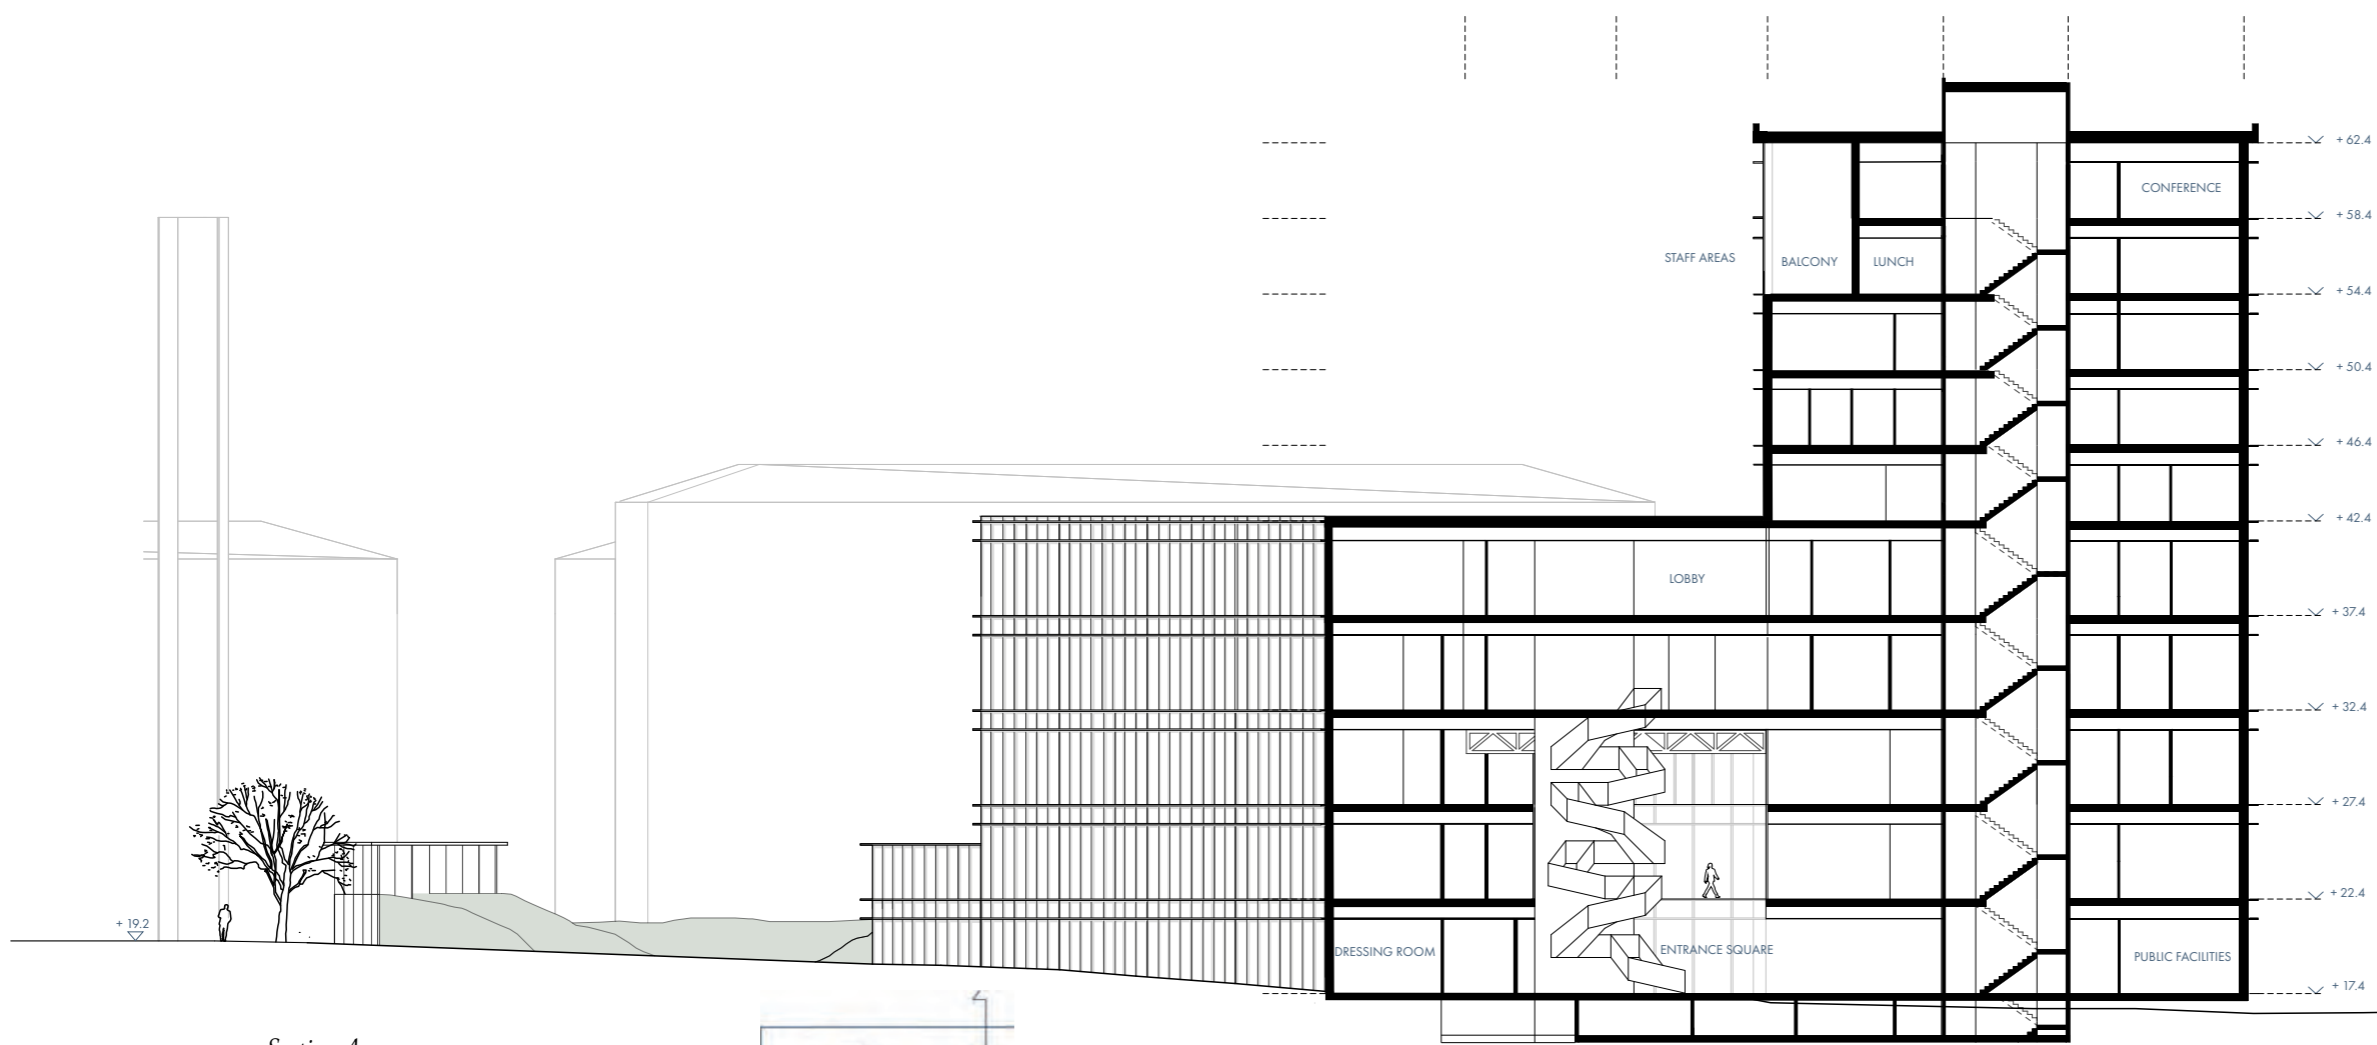 + 62.4
CONFERENCE
+ 58.4
STAFF AREAS
BALCONY
LUNCH
+ 54.4
+ 50.4
+ 46.4
+ 42.4
LOBBY
+ 37.4
+ 32.4
+ 27.4
+ 22.4
+ 19.2
DRESSING ROOM
ENTRANCE SQUARE
PUBLIC FACILITIES
+ 17.4
Section A